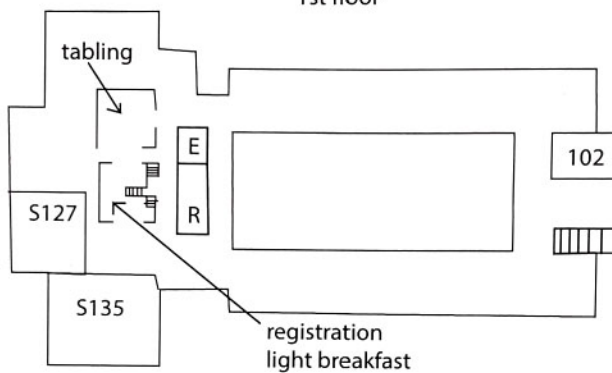 1st floor
tabling
E
102
R
S127
S135
registration
light breakfast